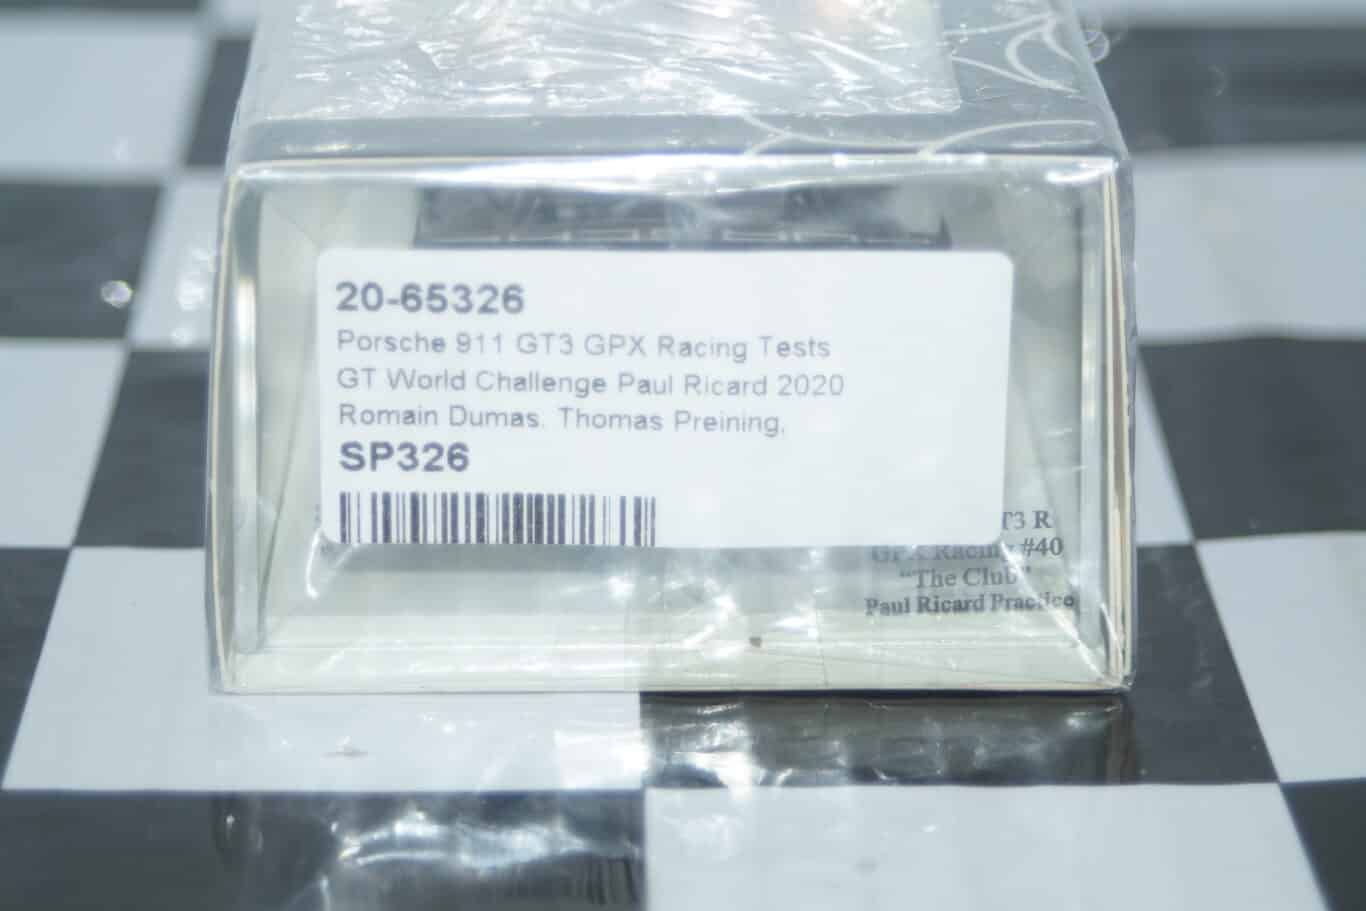 20-65326
Porsche 911 GT3 GPX Racing Tests
GT World Challenge Paul Ricard 2020
Romain Dumas. Thomas Preining,
SP326
T3 R
GPX Racing #40
“The Club”
Paul Ricard Practice